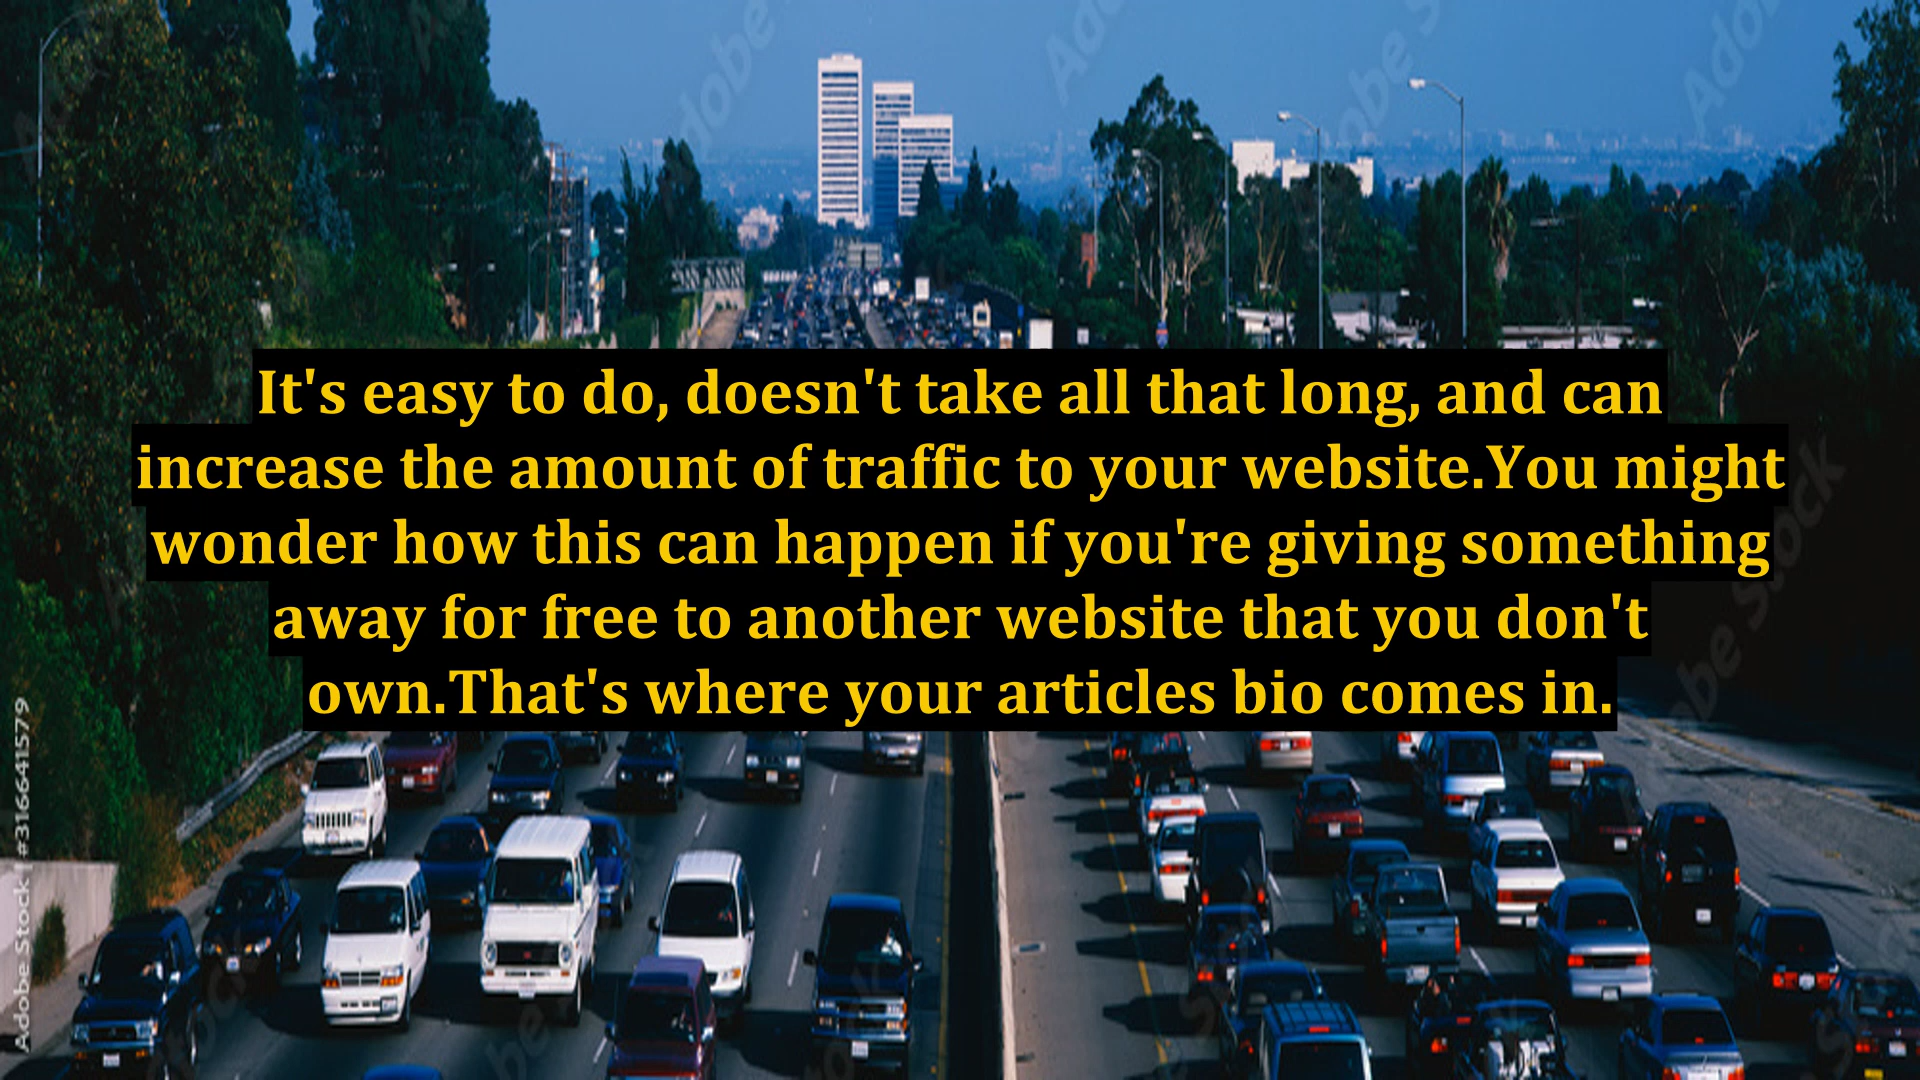 It's easy to do, doesn't take all that long, and can
increase the amount of traffic to your website.You might
wonder how this can happen if you're giving something
away for free to another website that you don't
own.That's where your articles bio comes in.
Adobe Stock | #316641579
Adobe Stock